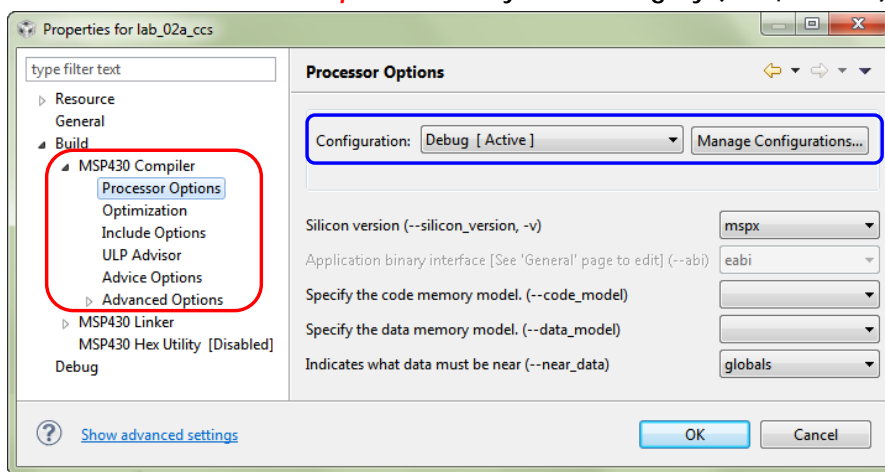 Properties for lab_02a_ccs
type filter text
Resource
General
Build
MSP430 Compiler
Processor Options
Optimization
Include Options
ULP Advisor
Advice Options
Advanced Options
MSP430 Linker
MSP430 Hex Utility [Disabled]
Debug
Processor Options
Configuration: Debug [ Active ] Manage Configurations...
Silicon version (--silicon_version, -v) mspx
Application binary interface [See 'General' page to edit] (--abi) eabi
Specify the code memory model. (--code_model)
Specify the data memory model. (--data_model)
Indicates what data must be near (--near_data) globals
Show advanced settings
OK Cancel